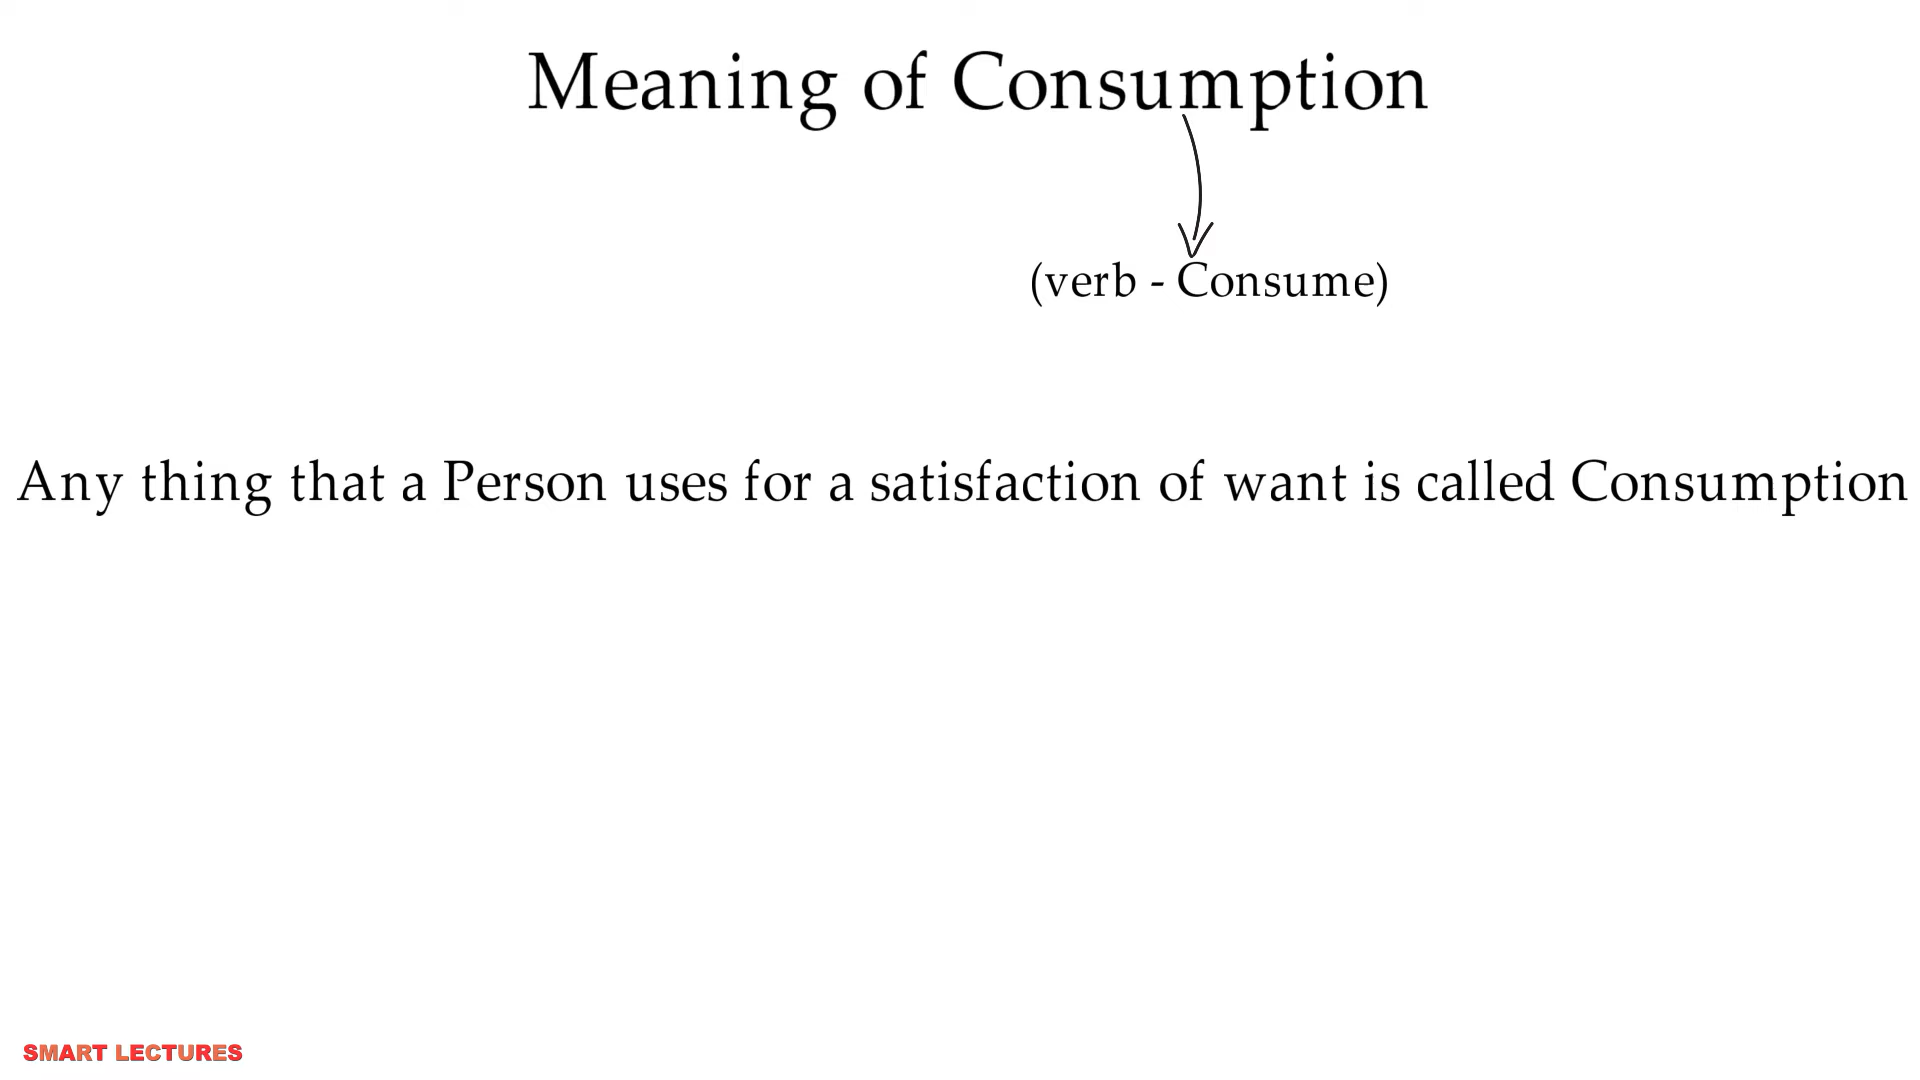 Meaning of Consumption
(verb - Consume)
Any thing that a Person uses for a satisfaction of want is called Consumption
SMART LECTURES